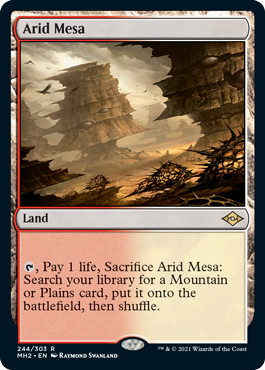 Arid Mesa
Land
, Pay 1 life, Sacrifice Arid Mesa:
Search your library for a Mountain
or Plains card, put it onto the
battlefield, then shuffle.
244/303 R
MH2 • EN RAYMOND SWANLAND
™ & © 2021 Wizards of the Coast